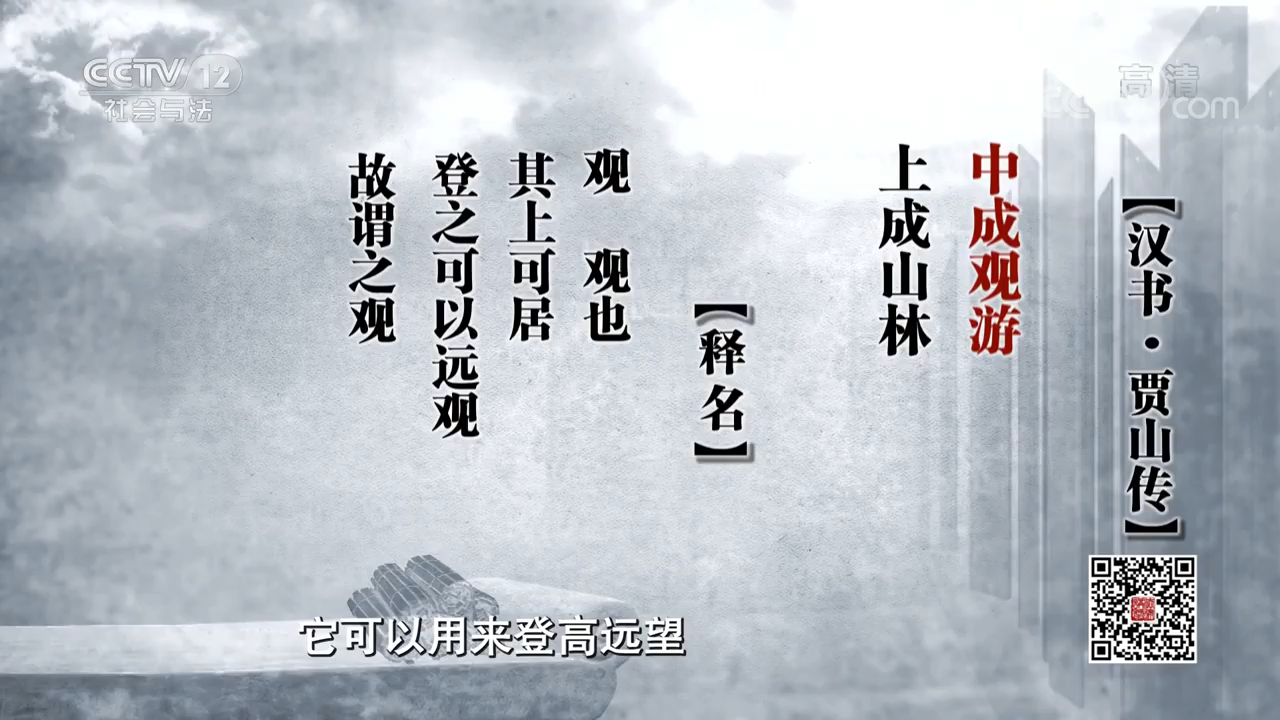 CCTV 12
社会与法
高清
com
【汉书·贾山传】
中成观游
上成山林
【释名】
观 观也
其上可居
登之可以远观
故谓之观
它可以用来登高远望